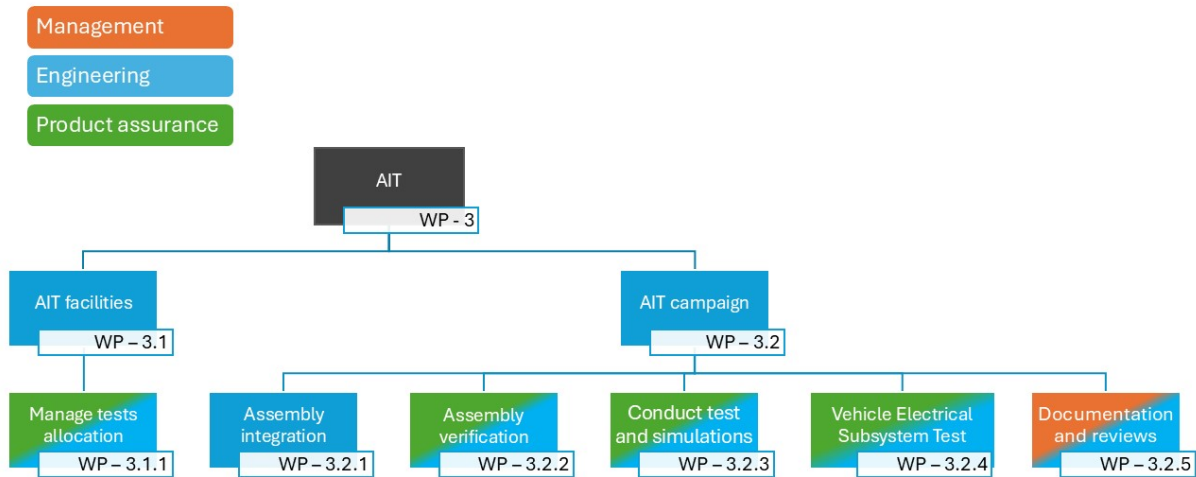 Management
Engineering
Product assurance
AIT
WP - 3
AIT facilities
WP – 3.1
AIT campaign
WP – 3.2
Manage tests
allocation
WP – 3.1.1
Assembly
integration
WP – 3.2.1
Assembly
verification
WP – 3.2.2
Conduct test
and simulations
WP – 3.2.3
Vehicle Electrical
Subsystem Test
WP – 3.2.4
Documentation
and reviews
WP – 3.2.5